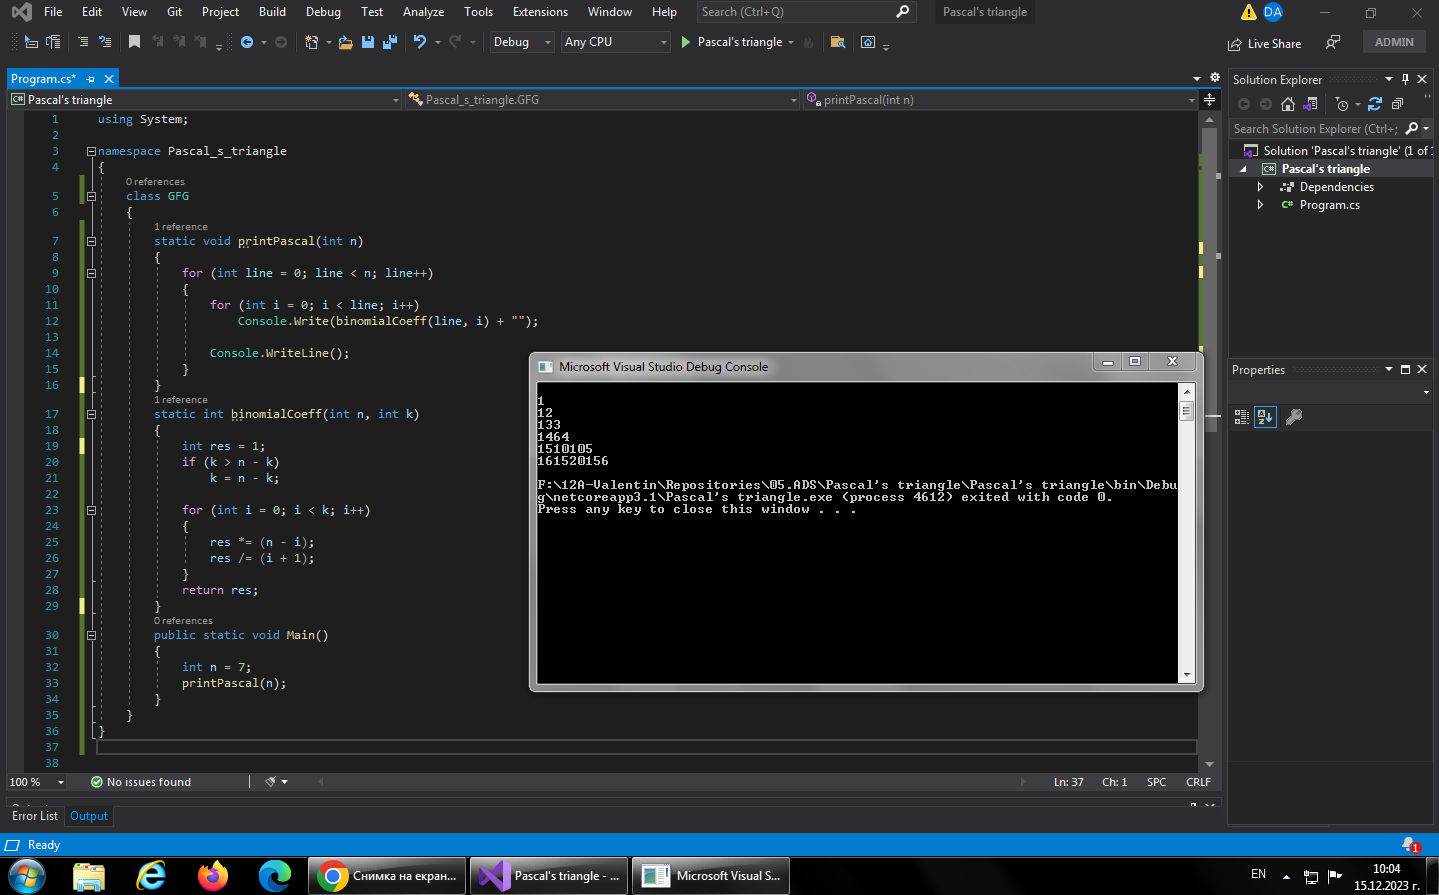 File Edit View Git Project Build Debug Test Analyze Tools Extensions Window Help Search (Ctrl+Q) Pascal's triangle DA
Debug Any CPU Pascal's triangle Live Share ADMIN
Program.cs*
Pascal's triangle Pascal_s_triangle.GFG printPascal(int n)
1 using System;
2
3 namespace Pascal_s_triangle
4 {
0 references
5 class GFG
6 {
1 reference
7 static void printPascal(int n)
8 {
9 for (int line = 0; line < n; line++)
10 {
11 for (int i = 0; i < line; i++)
12 Console.Write(binomialCoeff(line, i) + "");
13
14 Console.WriteLine();
15 }
16 }
1 reference
17 static int binomialCoeff(int n, int k)
18 {
19 int res = 1;
20 if (k > n - k)
21 k = n - k;
22
23 for (int i = 0; i < k; i++)
24 {
25 res *= (n - i);
26 res /= (i + 1);
27 }
28 return res;
29 }
0 references
30 public static void Main()
31 {
32 int n = 7;
33 printPascal(n);
34 }
35 }
36 }
37
38
100 % No issues found Ln: 37 Ch: 1 SPC CRLF
Error List Output
Ready
Microsoft Visual Studio Debug Console
1
12
133
1464
1510105
161520156
F:\12A-Valentin\Repositories\05.ADS\Pascal's triangle\Pascal's triangle\bin\Debu
g\netcoreapp3.1\Pascal's triangle.exe (process 4612) exited with code 0.
Press any key to close this window . . .
Solution Explorer
Search Solution Explorer (Ctrl+;
Solution 'Pascal's triangle' (1 of 1
C# Pascal's triangle
Dependencies
C# Program.cs
Properties
1
Снимка на екран... Pascal's triangle - ... Microsoft Visual S...
EN 10:04
15.12.2023 г.